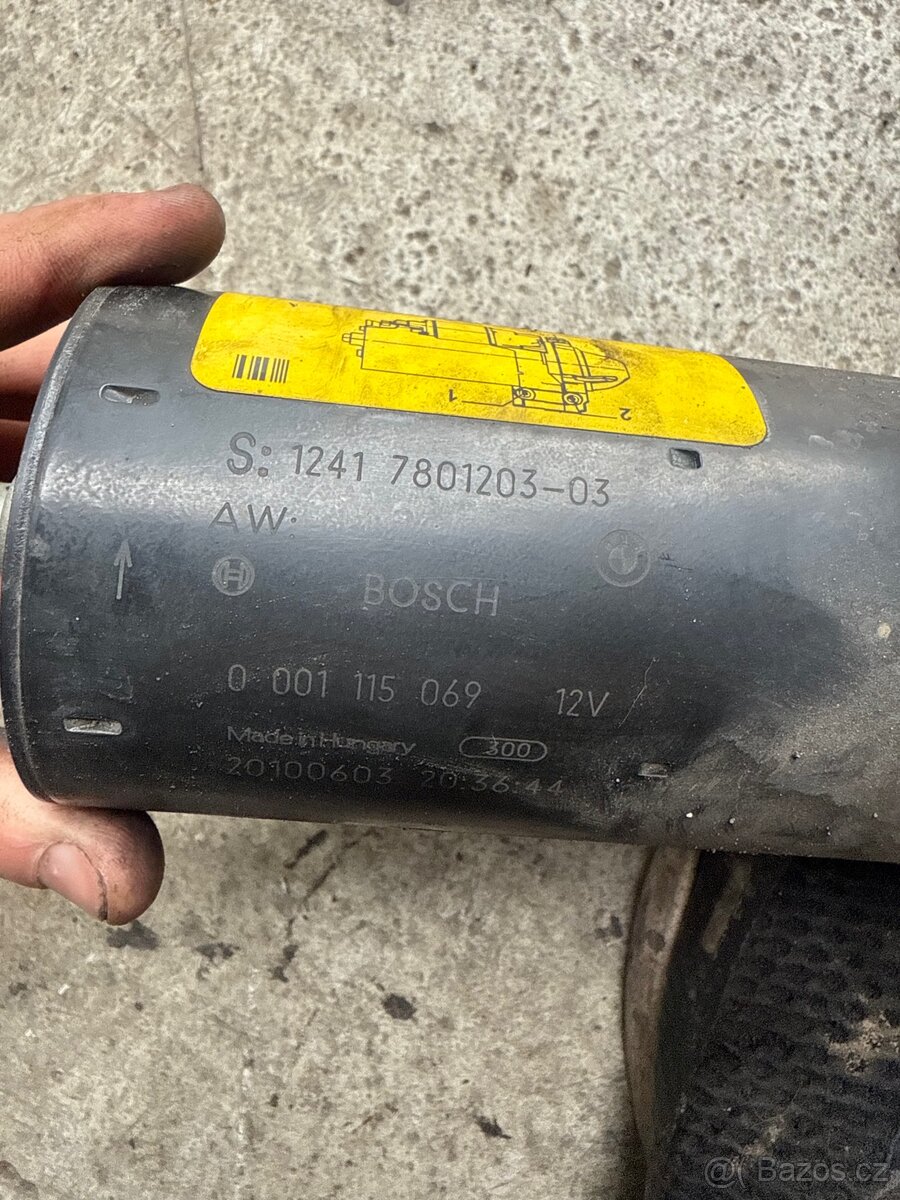 1
2
S: 1241 7801203-03
AW:
BOSCH
0 001 115 069 12V
Made in Hungary 300
20100603 20:36:44
@ Bazos.cz